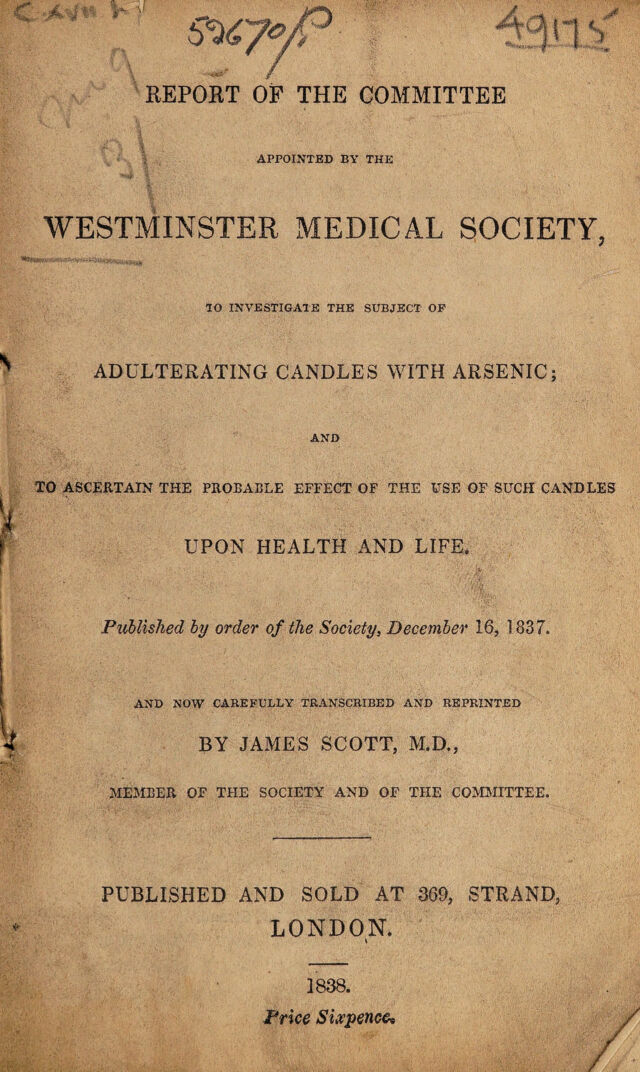 52670/P
49175
REPORT OF THE COMMITTEE
APPOINTED BY THE
WESTMINSTER MEDICAL SOCIETY,
TO INVESTIGATE THE SUBJECT OF
ADULTERATING CANDLES WITH ARSENIC;
AND
TO ASCERTAIN THE PROBABLE EFFECT OF THE USE OF SUCH CANDLES
UPON HEALTH AND LIFE.
Published by order of the Society, December 16, 1837.
AND NOW CAREFULLY TRANSCRIBED AND REPRINTED
BY JAMES SCOTT, M.D.,
MEMBER OF THE SOCIETY AND OF THE COMMITTEE.
PUBLISHED AND SOLD AT 369, STRAND,
LONDON.
1838.
Price Sixpence.